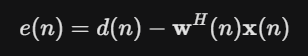 e(n) = d(n) − w^H(n)x(n)